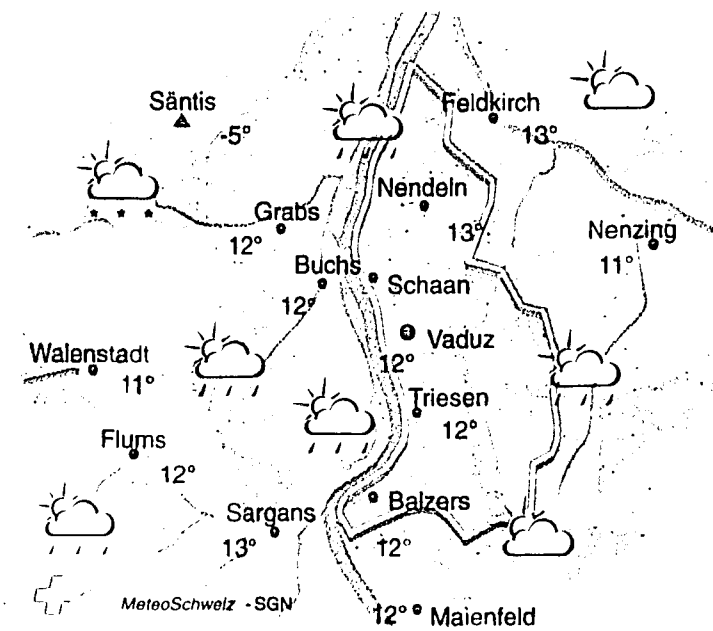 Säntis
-5°
Feldkirch
13°
Nendeln
13°
Grabs
12°
Nenzing
11°
Buchs
12°
Schaan
Vaduz
12°
Walenstadt
11°
Triesen
12°
Flums
12°
Sargans
13°
Balzers
12°
MeteoSchweiz - SGN
12° Maienfeld